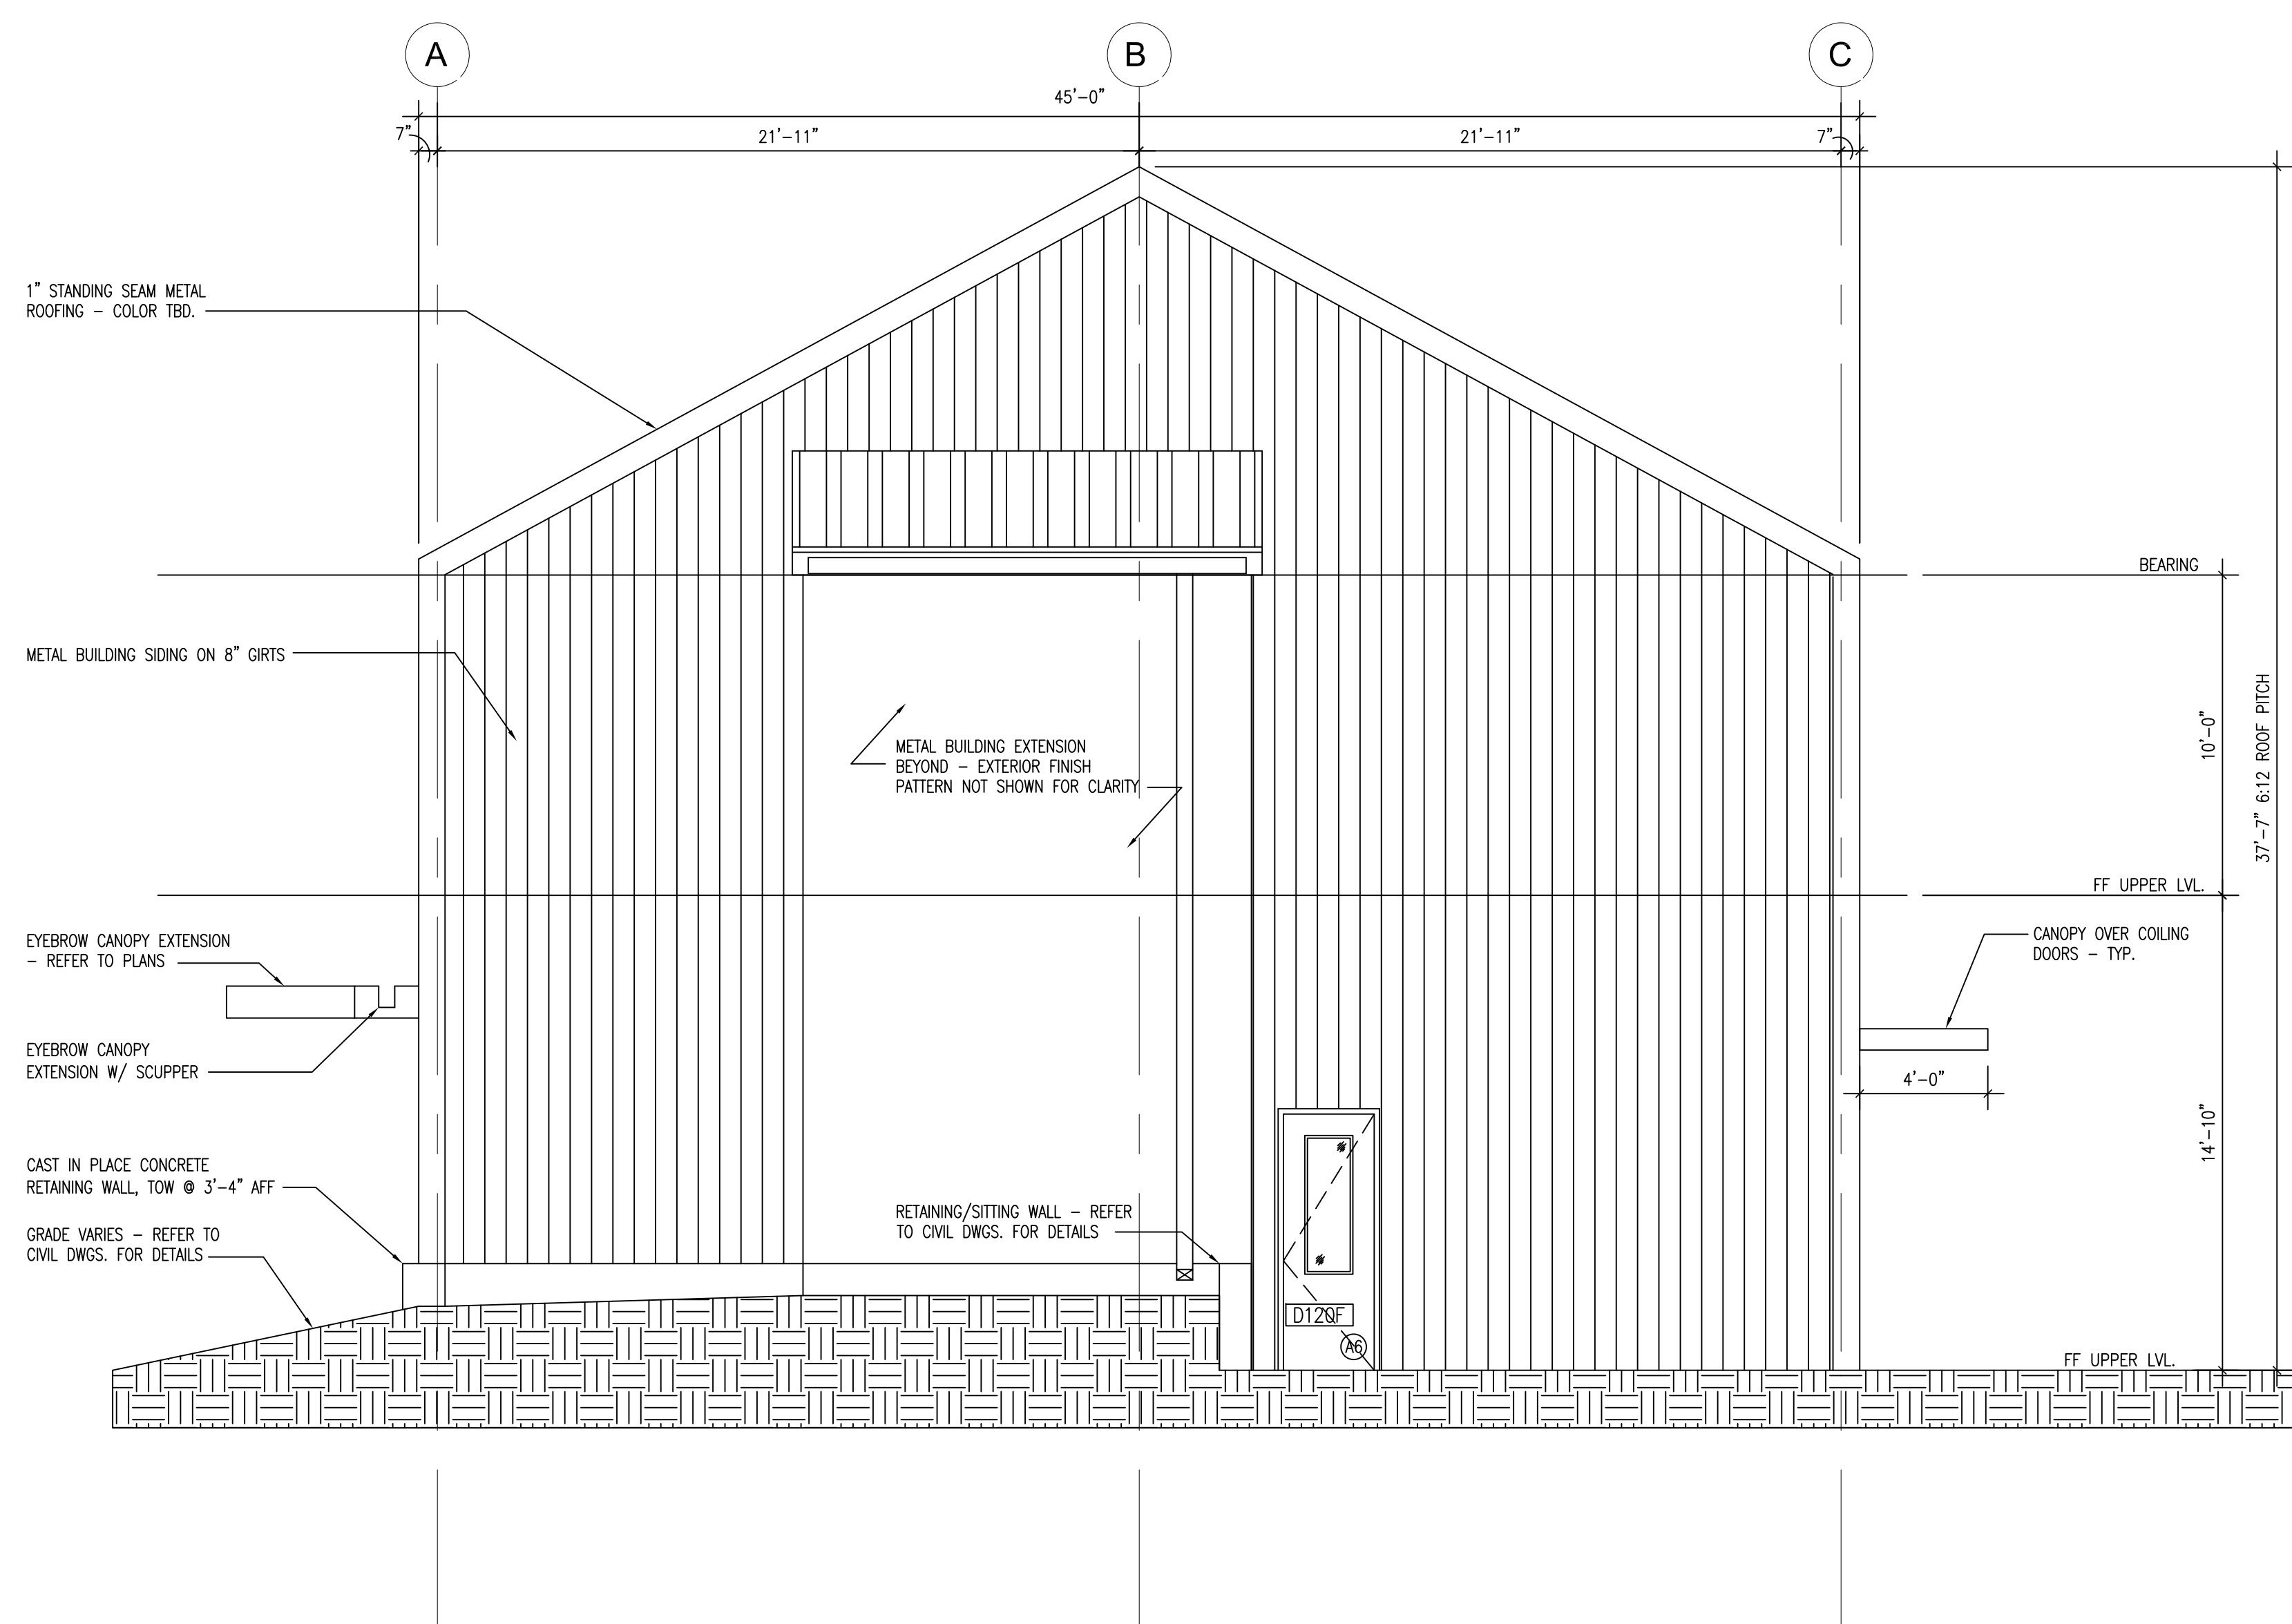 A
B
C
45'-0"
7"
21'-11"
21'-11"
7"
1" STANDING SEAM METAL
ROOFING - COLOR TBD.
BEARING
METAL BUILDING SIDING ON 8" GIRTS
METAL BUILDING EXTENSION
BEYOND - EXTERIOR FINISH
PATTERN NOT SHOWN FOR CLARITY
10'-0"
37'-7" 6:12 ROOF PITCH
FF UPPER LVL.
EYEBROW CANOPY EXTENSION
- REFER TO PLANS
CANOPY OVER COILING
DOORS - TYP.
EYEBROW CANOPY
EXTENSION W/ SCUPPER
4'-0"
14'-10"
CAST IN PLACE CONCRETE
RETAINING WALL, TOW @ 3'-4" AFF
RETAINING/SITTING WALL - REFER
TO CIVIL DWGS. FOR DETAILS
GRADE VARIES - REFER TO
CIVIL DWGS. FOR DETAILS
D120F
A6
FF UPPER LVL.